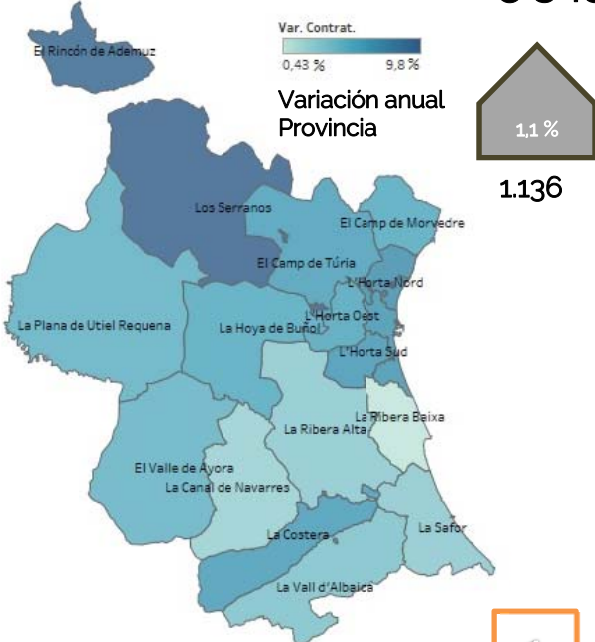 Var. Contrat.
0,43 %
9,8 %
Variación anual
Provincia
1,1 %
1.136
El Rincón de Ademuz
Los Serranos
El Camp de Morvedre
El Camp de Túria
L'Horta Nord
L'Horta Oest
La Plana de Utiel Requena
La Hoya de Buñol
L'Horta Sud
La Ribera Baixa
La Ribera Alta
El Valle de Ayora
La Canal de Navarres
La Safor
La Costera
La Vall d'Albaica